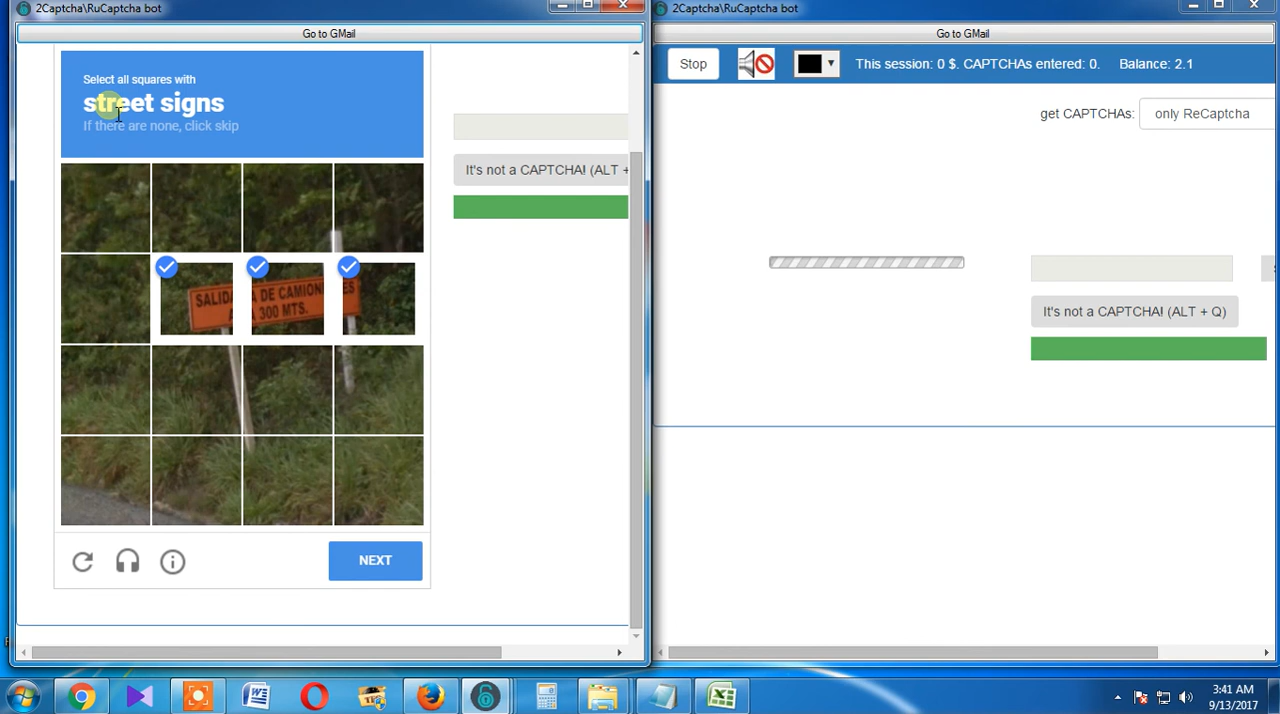 2Captcha\RuCaptcha bot
Go to GMail
Select all squares with
street signs
If there are none, click skip
SALIDA DE CAMIONES
A 300 MTS.
NEXT
It's not a CAPTCHA! (ALT +
2Captcha\RuCaptcha bot
Go to GMail
Stop
This session: 0 $. CAPTCHAs entered: 0.
Balance: 2.1
get CAPTCHAs:
only ReCaptcha
It's not a CAPTCHA! (ALT + Q)
3:41 AM
9/13/2017